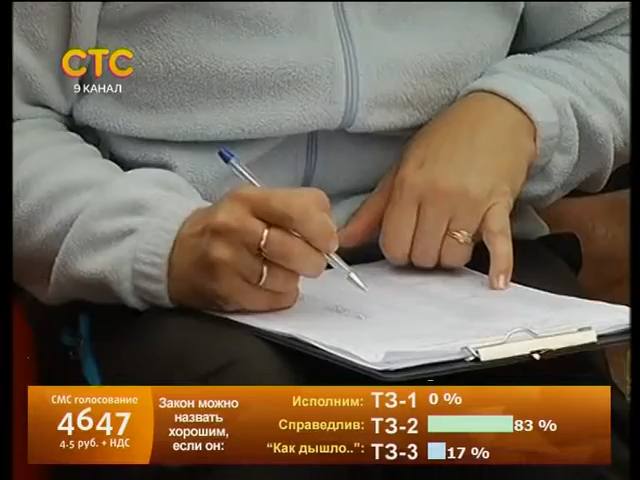 СТС
9 КАНАЛ
СМС голосование
4647
4.5 руб. + НДС
Закон можно
назвать
хорошим,
если он:
Исполним: ТЗ-1 0 %
Справедлив: ТЗ-2 83 %
“Как дышло..”: ТЗ-3 17 %